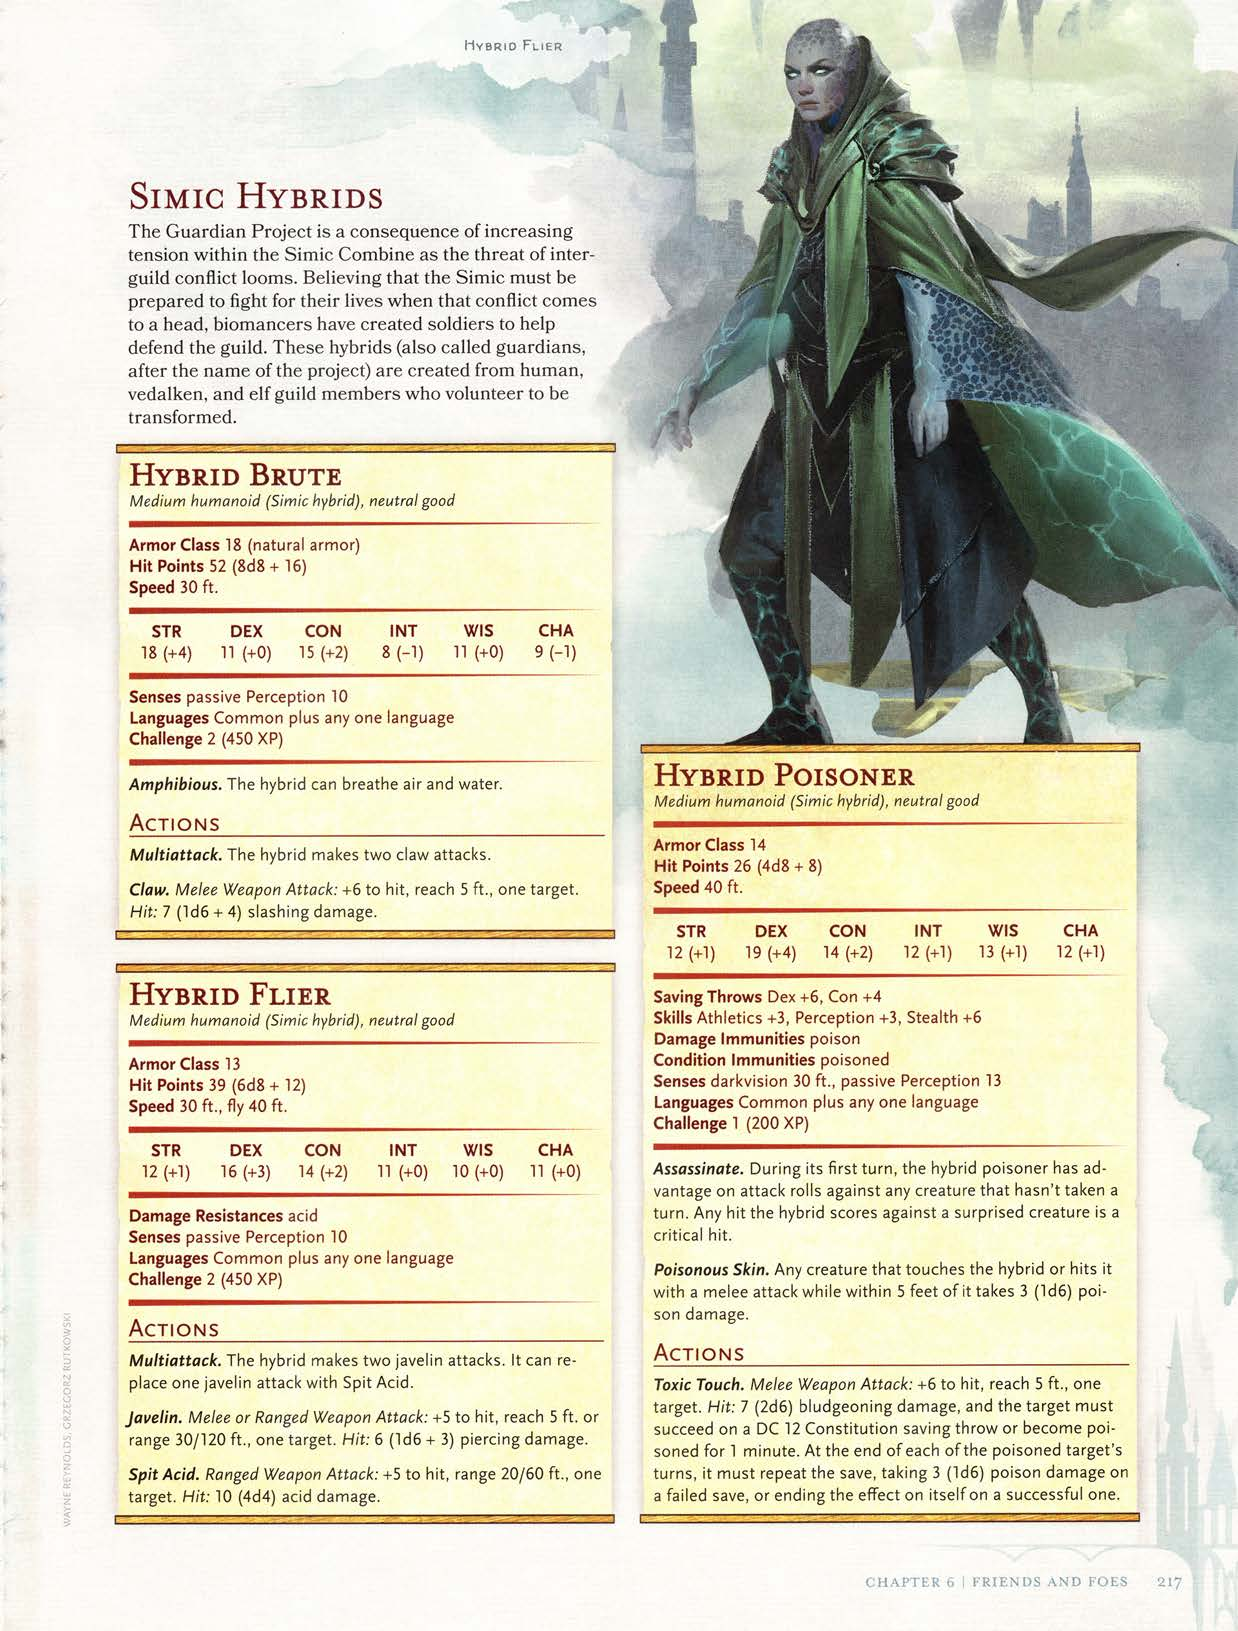 HYBRID FLIER
SIMIC HYBRIDS
The Guardian Project is a consequence of increasing
tension within the Simic Combine as the threat of inter-
guild conflict looms. Believing that the Simic must be
prepared to fight for their lives when that conflict comes
to a head, biomancers have created soldiers to help
defend the guild. These hybrids (also called guardians,
after the name of the project) are created from human,
vedalken, and elf guild members who volunteer to be
transformed.
HYBRID BRUTE
Medium humanoid (Simic hybrid), neutral good
Armor Class 18 (natural armor)
Hit Points 52 (8d8 + 16)
Speed 30 ft.
STR DEX CON INT WIS CHA
18 (+4) 11 (+0) 15 (+2) 8 (−1) 11 (+0) 9 (−1)
Senses passive Perception 10
Languages Common plus any one language
Challenge 2 (450 XP)
Amphibious. The hybrid can breathe air and water.
ACTIONS
Multiattack. The hybrid makes two claw attacks.
Claw. Melee Weapon Attack: +6 to hit, reach 5 ft., one target.
Hit: 7 (1d6 + 4) slashing damage.
HYBRID FLIER
Medium humanoid (Simic hybrid), neutral good
Armor Class 13
Hit Points 39 (6d8 + 12)
Speed 30 ft., fly 40 ft.
STR DEX CON INT WIS CHA
12 (+1) 16 (+3) 14 (+2) 11 (+0) 10 (+0) 11 (+0)
Damage Resistances acid
Senses passive Perception 10
Languages Common plus any one language
Challenge 2 (450 XP)
ACTIONS
Multiattack. The hybrid makes two javelin attacks. It can re-
place one javelin attack with Spit Acid.
Javelin. Melee or Ranged Weapon Attack: +5 to hit, reach 5 ft. or
range 30/120 ft., one target. Hit: 6 (1d6 + 3) piercing damage.
Spit Acid. Ranged Weapon Attack: +5 to hit, range 20/60 ft., one
target. Hit: 10 (4d4) acid damage.
HYBRID POISONER
Medium humanoid (Simic hybrid), neutral good
Armor Class 14
Hit Points 26 (4d8 + 8)
Speed 40 ft.
STR DEX CON INT WIS CHA
12 (+1) 19 (+4) 14 (+2) 12 (+1) 13 (+1) 12 (+1)
Saving Throws Dex +6, Con +4
Skills Athletics +3, Perception +3, Stealth +6
Damage Immunities poison
Condition Immunities poisoned
Senses darkvision 30 ft., passive Perception 13
Languages Common plus any one language
Challenge 1 (200 XP)
Assassinate. During its first turn, the hybrid poisoner has ad-
vantage on attack rolls against any creature that hasn't taken a
turn. Any hit the hybrid scores against a surprised creature is a
critical hit.
Poisonous Skin. Any creature that touches the hybrid or hits it
with a melee attack while within 5 feet of it takes 3 (1d6) poi-
son damage.
ACTIONS
Toxic Touch. Melee Weapon Attack: +6 to hit, reach 5 ft., one
target. Hit: 7 (2d6) bludgeoning damage, and the target must
succeed on a DC 12 Constitution saving throw or become poi-
soned for 1 minute. At the end of each of the poisoned target's
turns, it must repeat the save, taking 3 (1d6) poison damage on
a failed save, or ending the effect on itself on a successful one.
WAYNE REYNOLDS, GRZEGORZ RUTKOWSKI
CHAPTER 6 | FRIENDS AND FOES 217